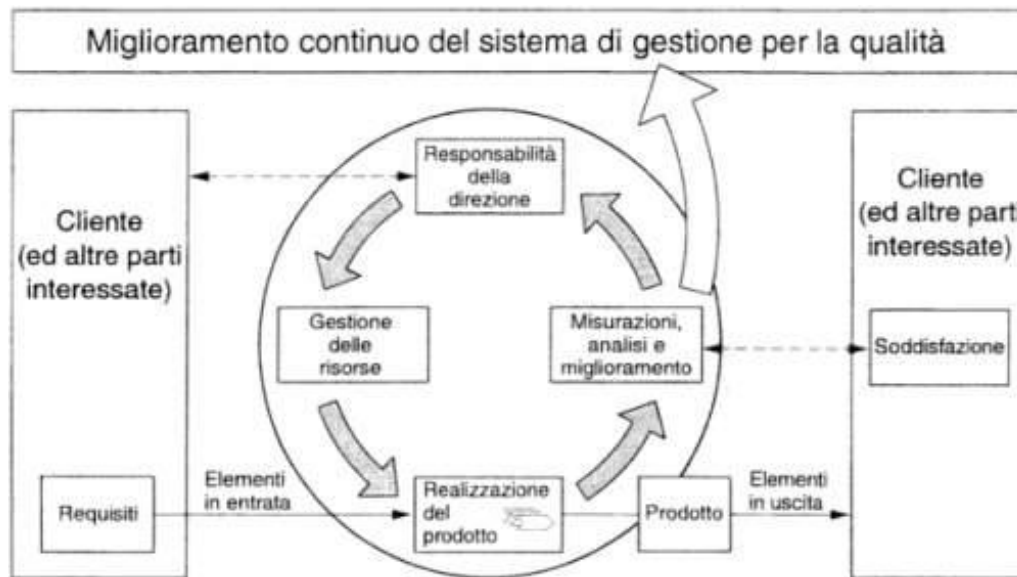 Miglioramento continuo del sistema di gestione per la qualità
Responsabilità
della
direzione
Cliente
(ed altre parti
interessate)
Cliente
(ed altre parti
interessate)
Gestione
delle
risorse
Misurazioni,
analisi e
miglioramento
Soddisfazione
Requisiti
Elementi
in entrata
Realizzazione
del
prodotto
Prodotto
Elementi
in uscita